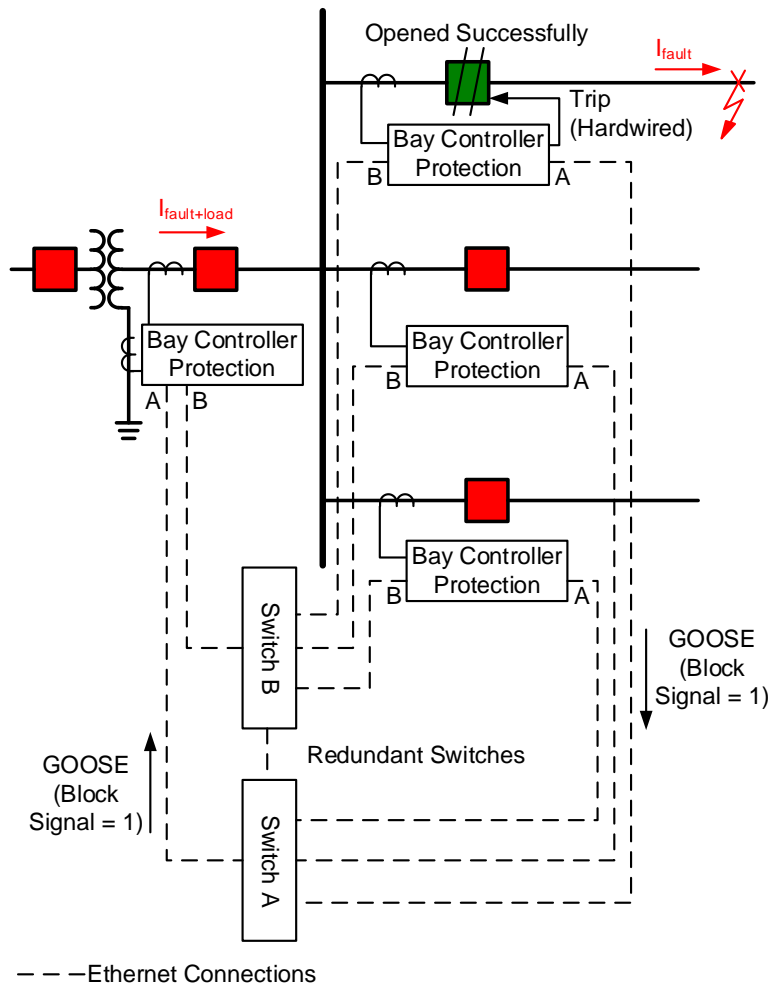 Opened Successfully
Ifault
Trip
(Hardwired)
Bay Controller
Protection
B
A
Ifault+load
Bay Controller
Protection
A
B
Bay Controller
Protection
B
A
Bay Controller
Protection
B
A
Switch B
GOOSE
(Block
Signal = 1)
Redundant Switches
GOOSE
(Block
Signal = 1)
Switch A
Ethernet Connections